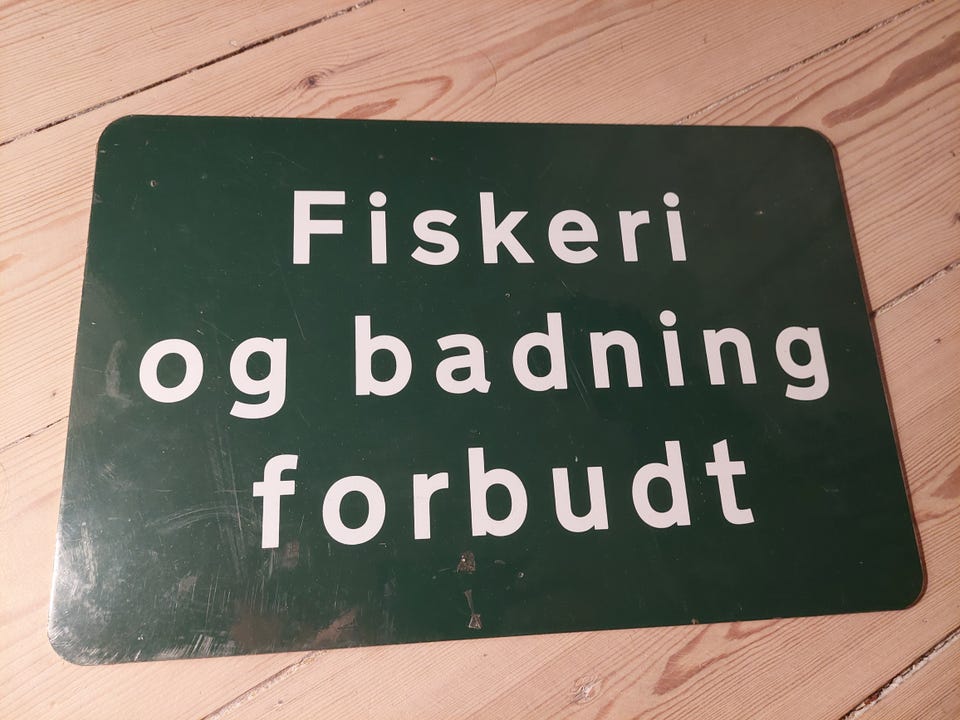 Fiskeri
og badning
forbudt